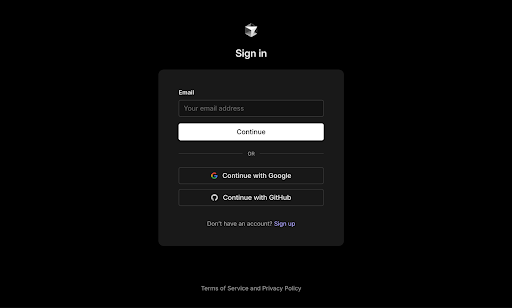 Sign in
Email
Your email address
Continue
OR
Continue with Google
Continue with GitHub
Don't have an account? Sign up
Terms of Service and Privacy Policy